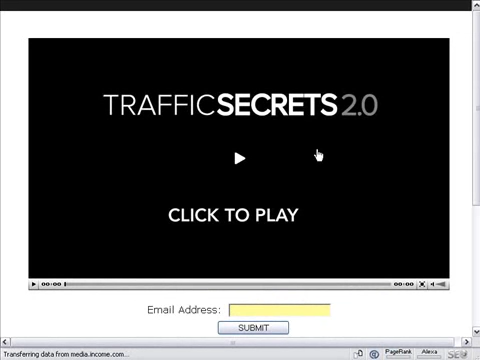 TRAFFICSECRETS2.0
CLICK TO PLAY
00:00
00:00
Email Address:
SUBMIT
Transferring data from media.income.com...
PageRank
Alexa